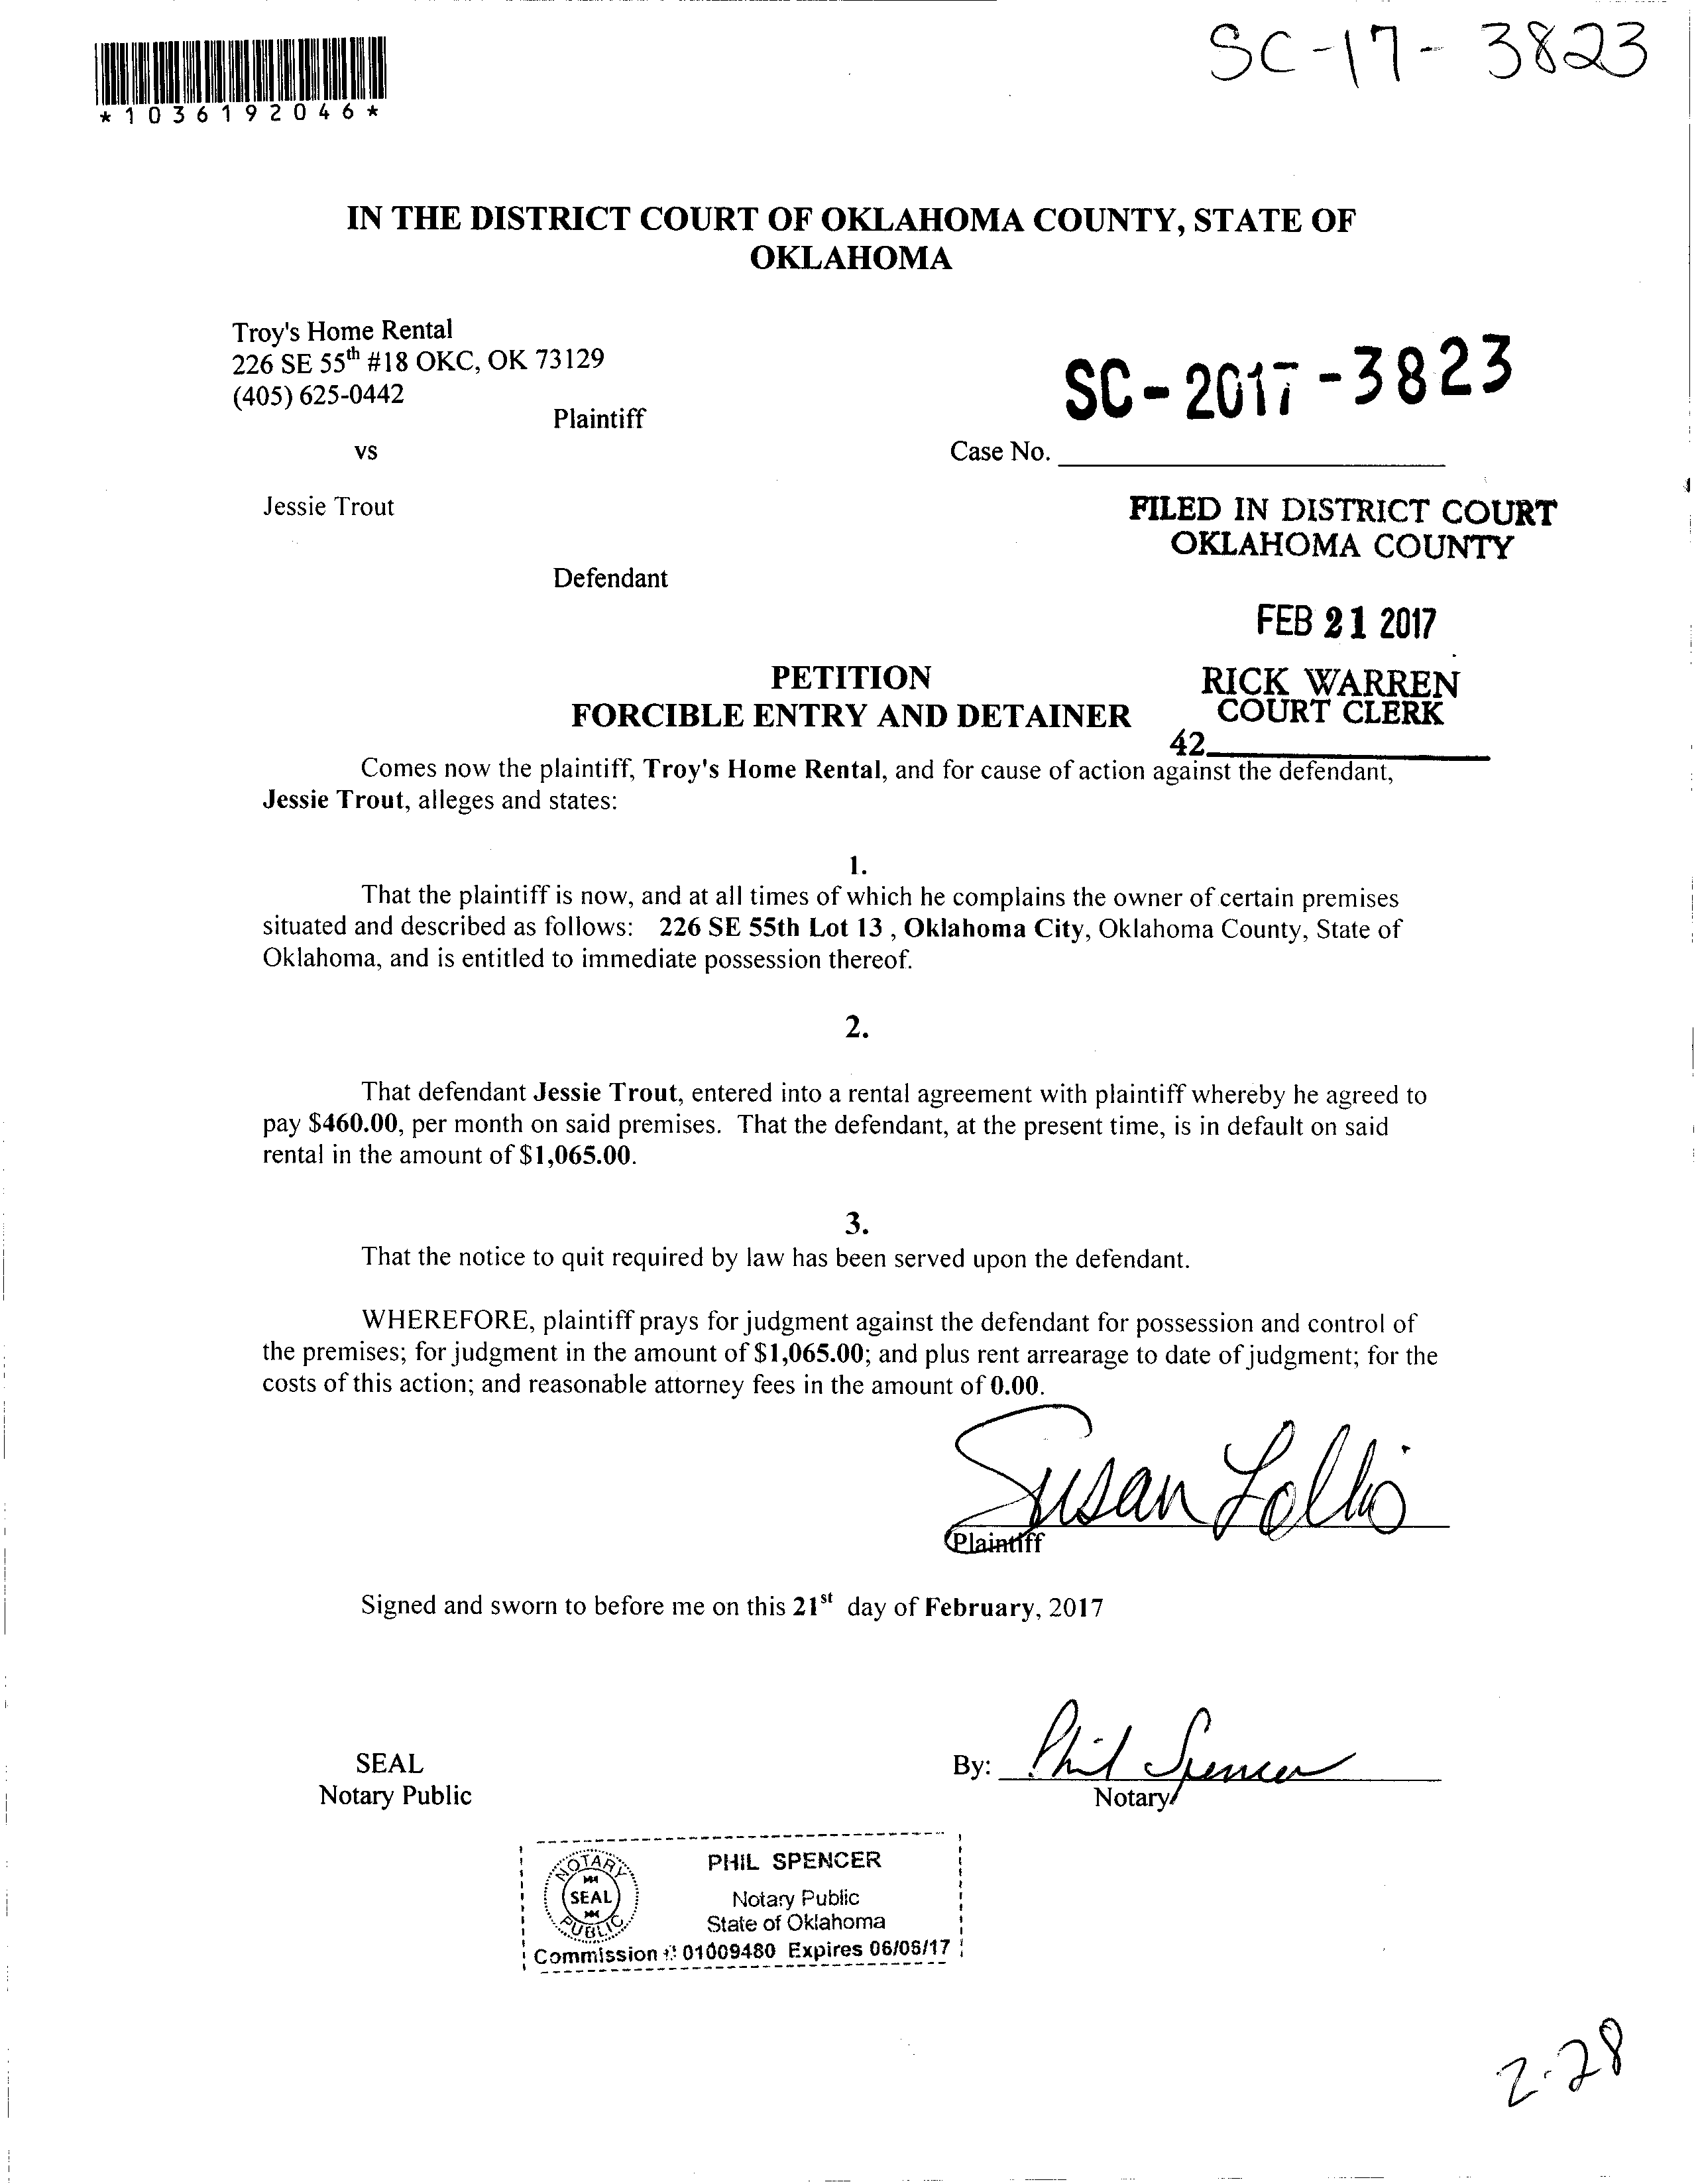 SC-17-3823
*1036192046*
IN THE DISTRICT COURT OF OKLAHOMA COUNTY, STATE OF
OKLAHOMA
Troy's Home Rental
226 SE 55th #18 OKC, OK 73129
(405) 625-0442
Plaintiff
SC-2017-3823
vs
Case No.
Jessie Trout
FILED IN DISTRICT COURT
OKLAHOMA COUNTY
Defendant
FEB 21 2017
PETITION
RICK WARREN
FORCIBLE ENTRY AND DETAINER
COURT CLERK
42
Comes now the plaintiff, Troy's Home Rental, and for cause of action against the defendant,
Jessie Trout, alleges and states:
1.
That the plaintiff is now, and at all times of which he complains the owner of certain premises
situated and described as follows: 226 SE 55th Lot 13 , Oklahoma City, Oklahoma County, State of
Oklahoma, and is entitled to immediate possession thereof.
2.
That defendant Jessie Trout, entered into a rental agreement with plaintiff whereby he agreed to
pay $460.00, per month on said premises. That the defendant, at the present time, is in default on said
rental in the amount of $1,065.00.
3.
That the notice to quit required by law has been served upon the defendant.
WHEREFORE, plaintiff prays for judgment against the defendant for possession and control of
the premises; for judgment in the amount of $1,065.00; and plus rent arrearage to date of judgment; for the
costs of this action; and reasonable attorney fees in the amount of 0.00.
Susan Lollis
Plaintiff
Signed and sworn to before me on this 21st day of February, 2017
SEAL
By: Phil Spencer
Notary Public
Notary
NOTARY SEAL PUBLIC
PHIL SPENCER
Notary Public
State of Oklahoma
Commission # 01009480 Expires 06/06/17
2-28